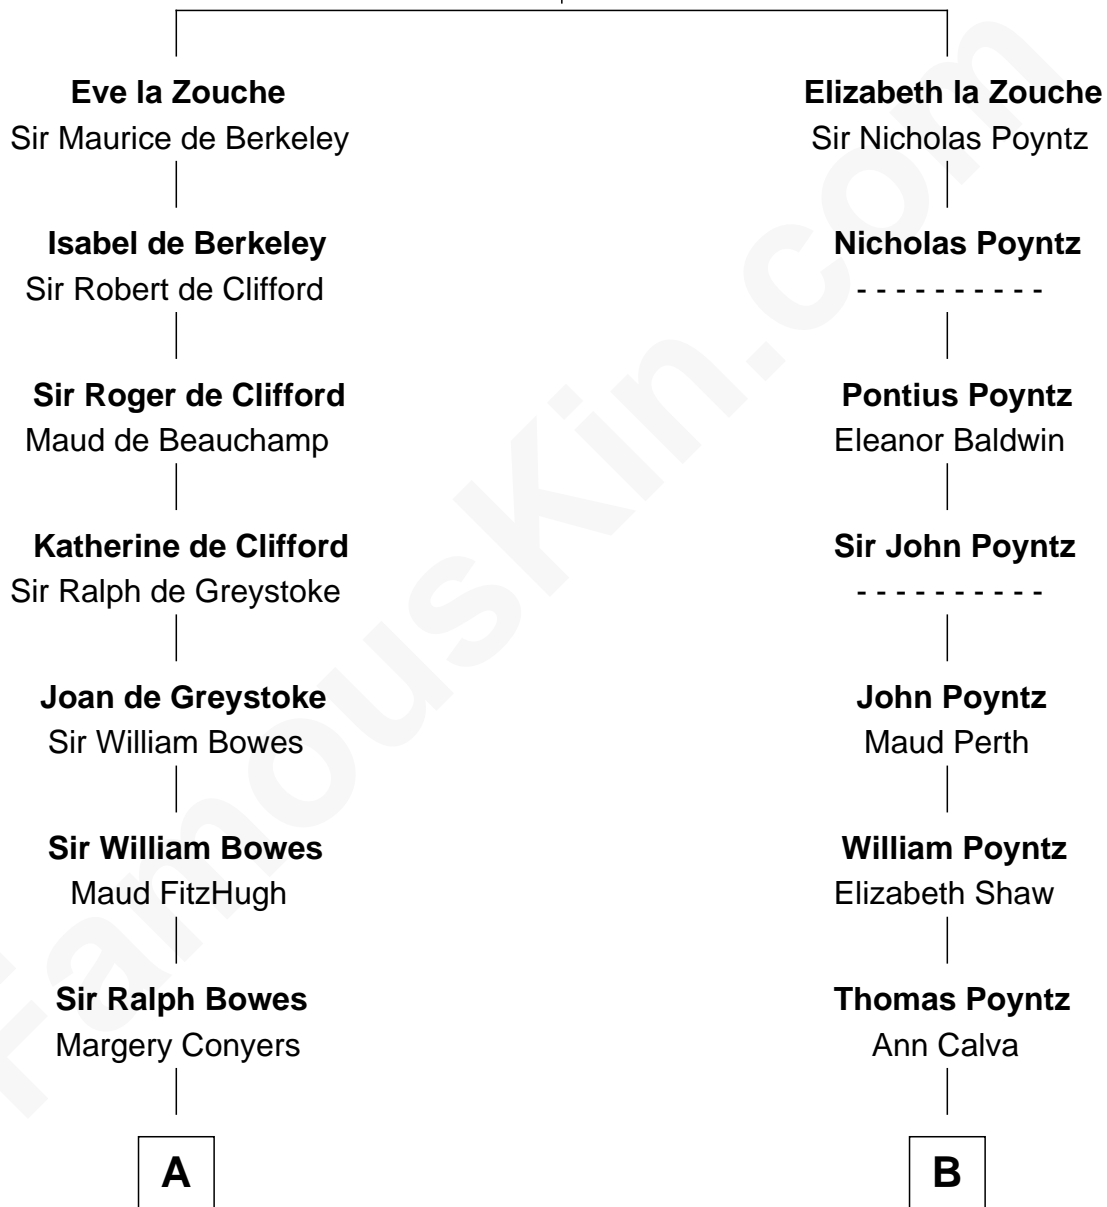 Eve la Zouche
Sir Maurice de Berkeley
Isabel de Berkeley
Sir Robert de Clifford
Sir Roger de Clifford
Maud de Beauchamp
Katherine de Clifford
Sir Ralph de Greystoke
Joan de Greystoke
Sir William Bowes
Sir William Bowes
Maud FitzHugh
Sir Ralph Bowes
Margery Conyers
A
Elizabeth la Zouche
Sir Nicholas Poyntz
Nicholas Poyntz
- - - - - - - - - -
Pontius Poyntz
Eleanor Baldwin
Sir John Poyntz
- - - - - - - - - -
John Poyntz
Maud Perth
William Poyntz
Elizabeth Shaw
Thomas Poyntz
Ann Calva
B
FamousKin.com